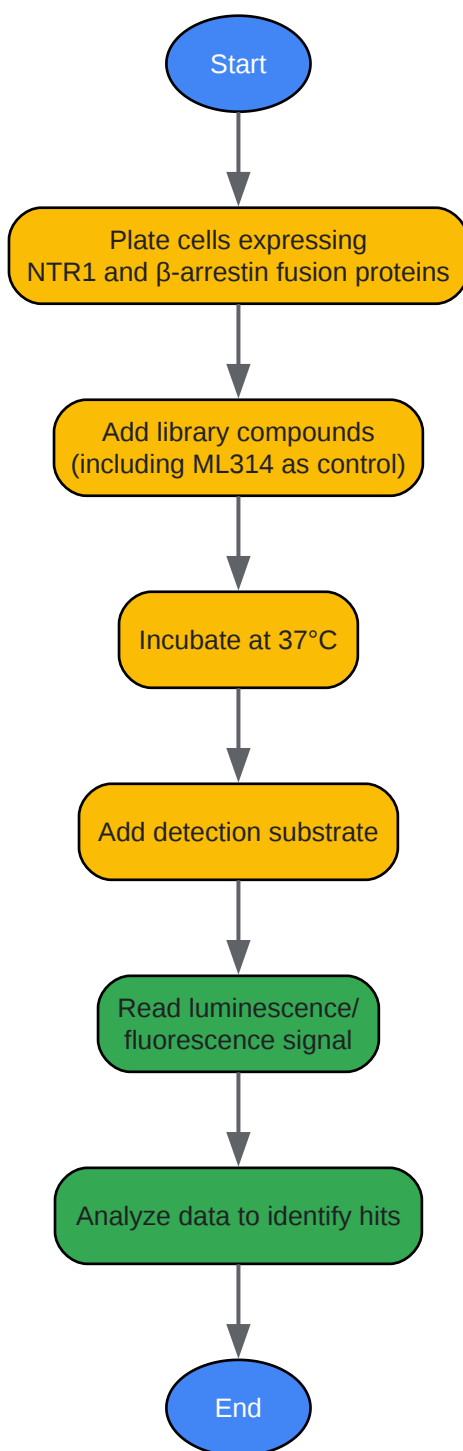 Start
Plate cells expressing
NTR1 and β-arrestin fusion proteins
Add library compounds
(including ML314 as control)
Incubate at 37°C
Add detection substrate
Read luminescence/
fluorescence signal
Analyze data to identify hits
End